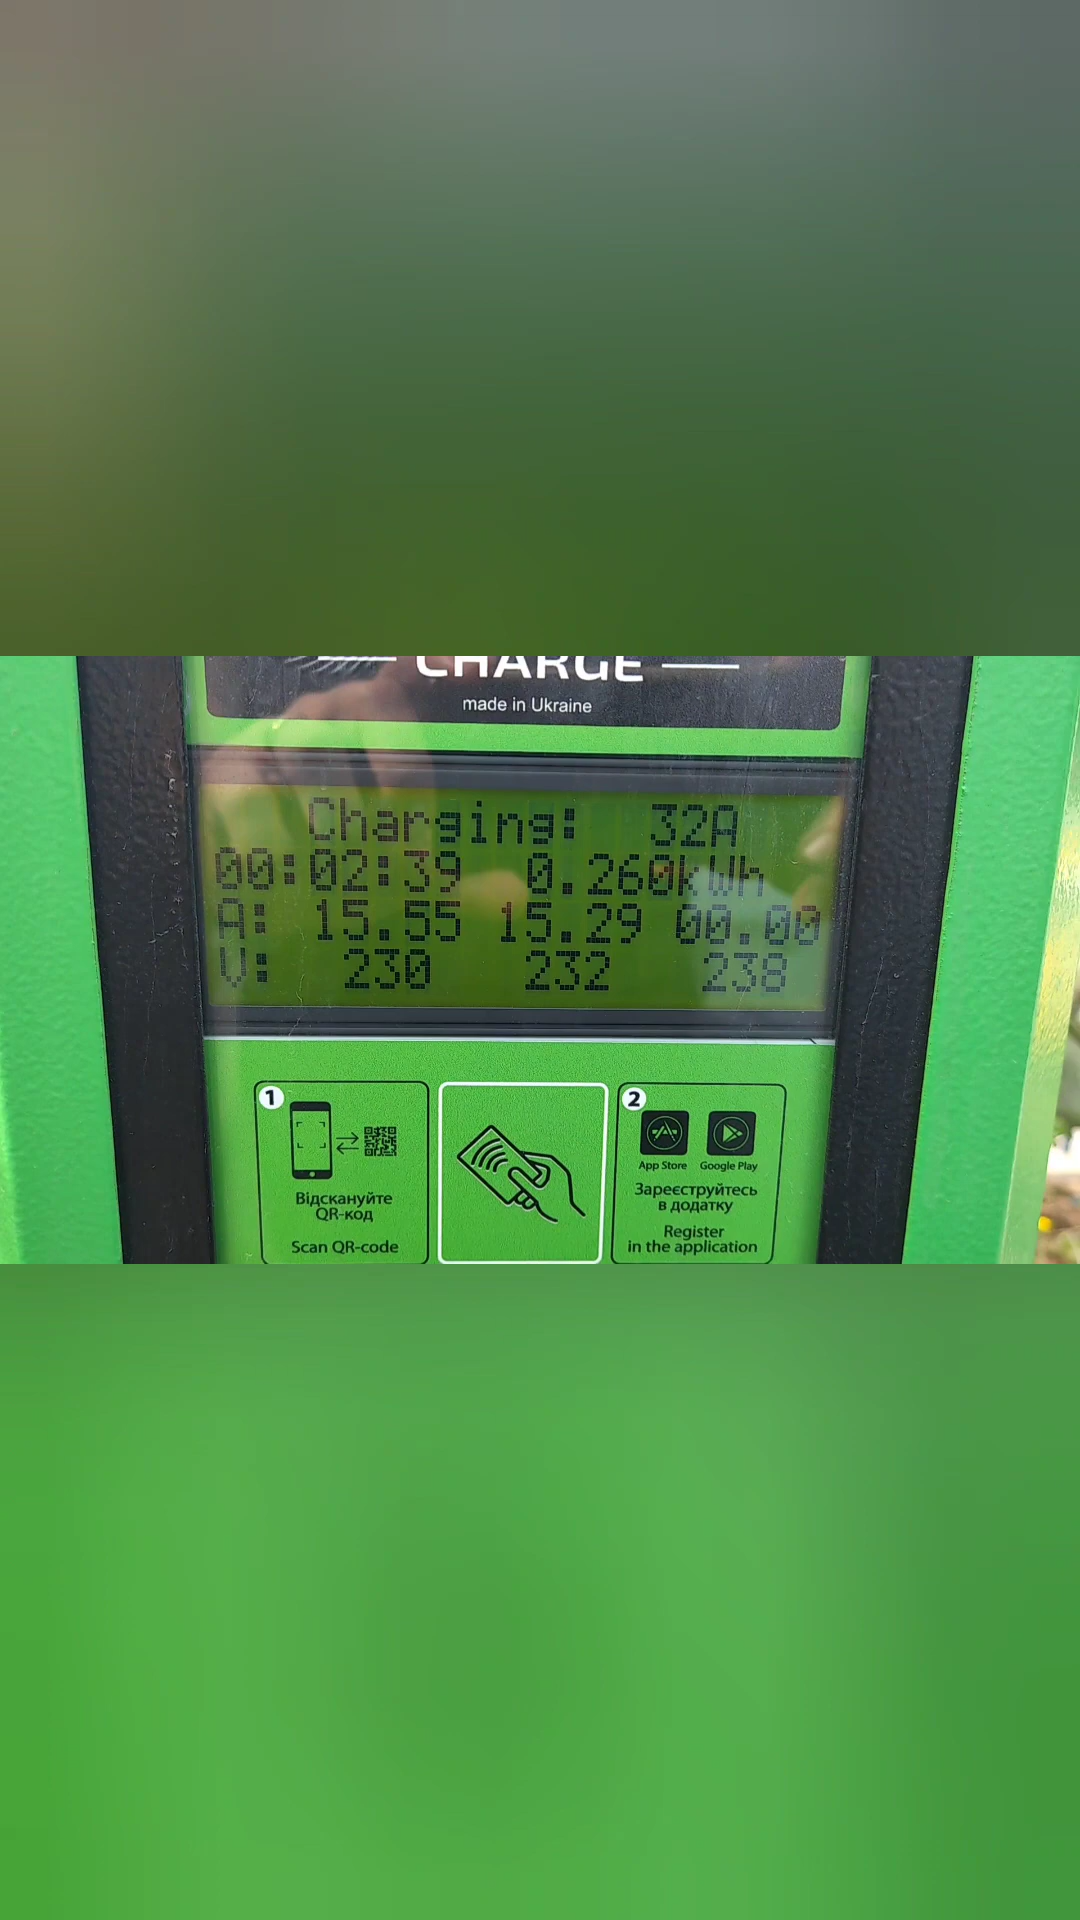 CHARGE
made in Ukraine
Charging: 32A
00:02:39 0.260kWh
A: 15.55 15.29 00.00
V: 230 232 238
1
Відскануйте
QR-код
Scan QR-code
2
App Store Google Play
Зареєструйтесь
в додатку
Register
in the application